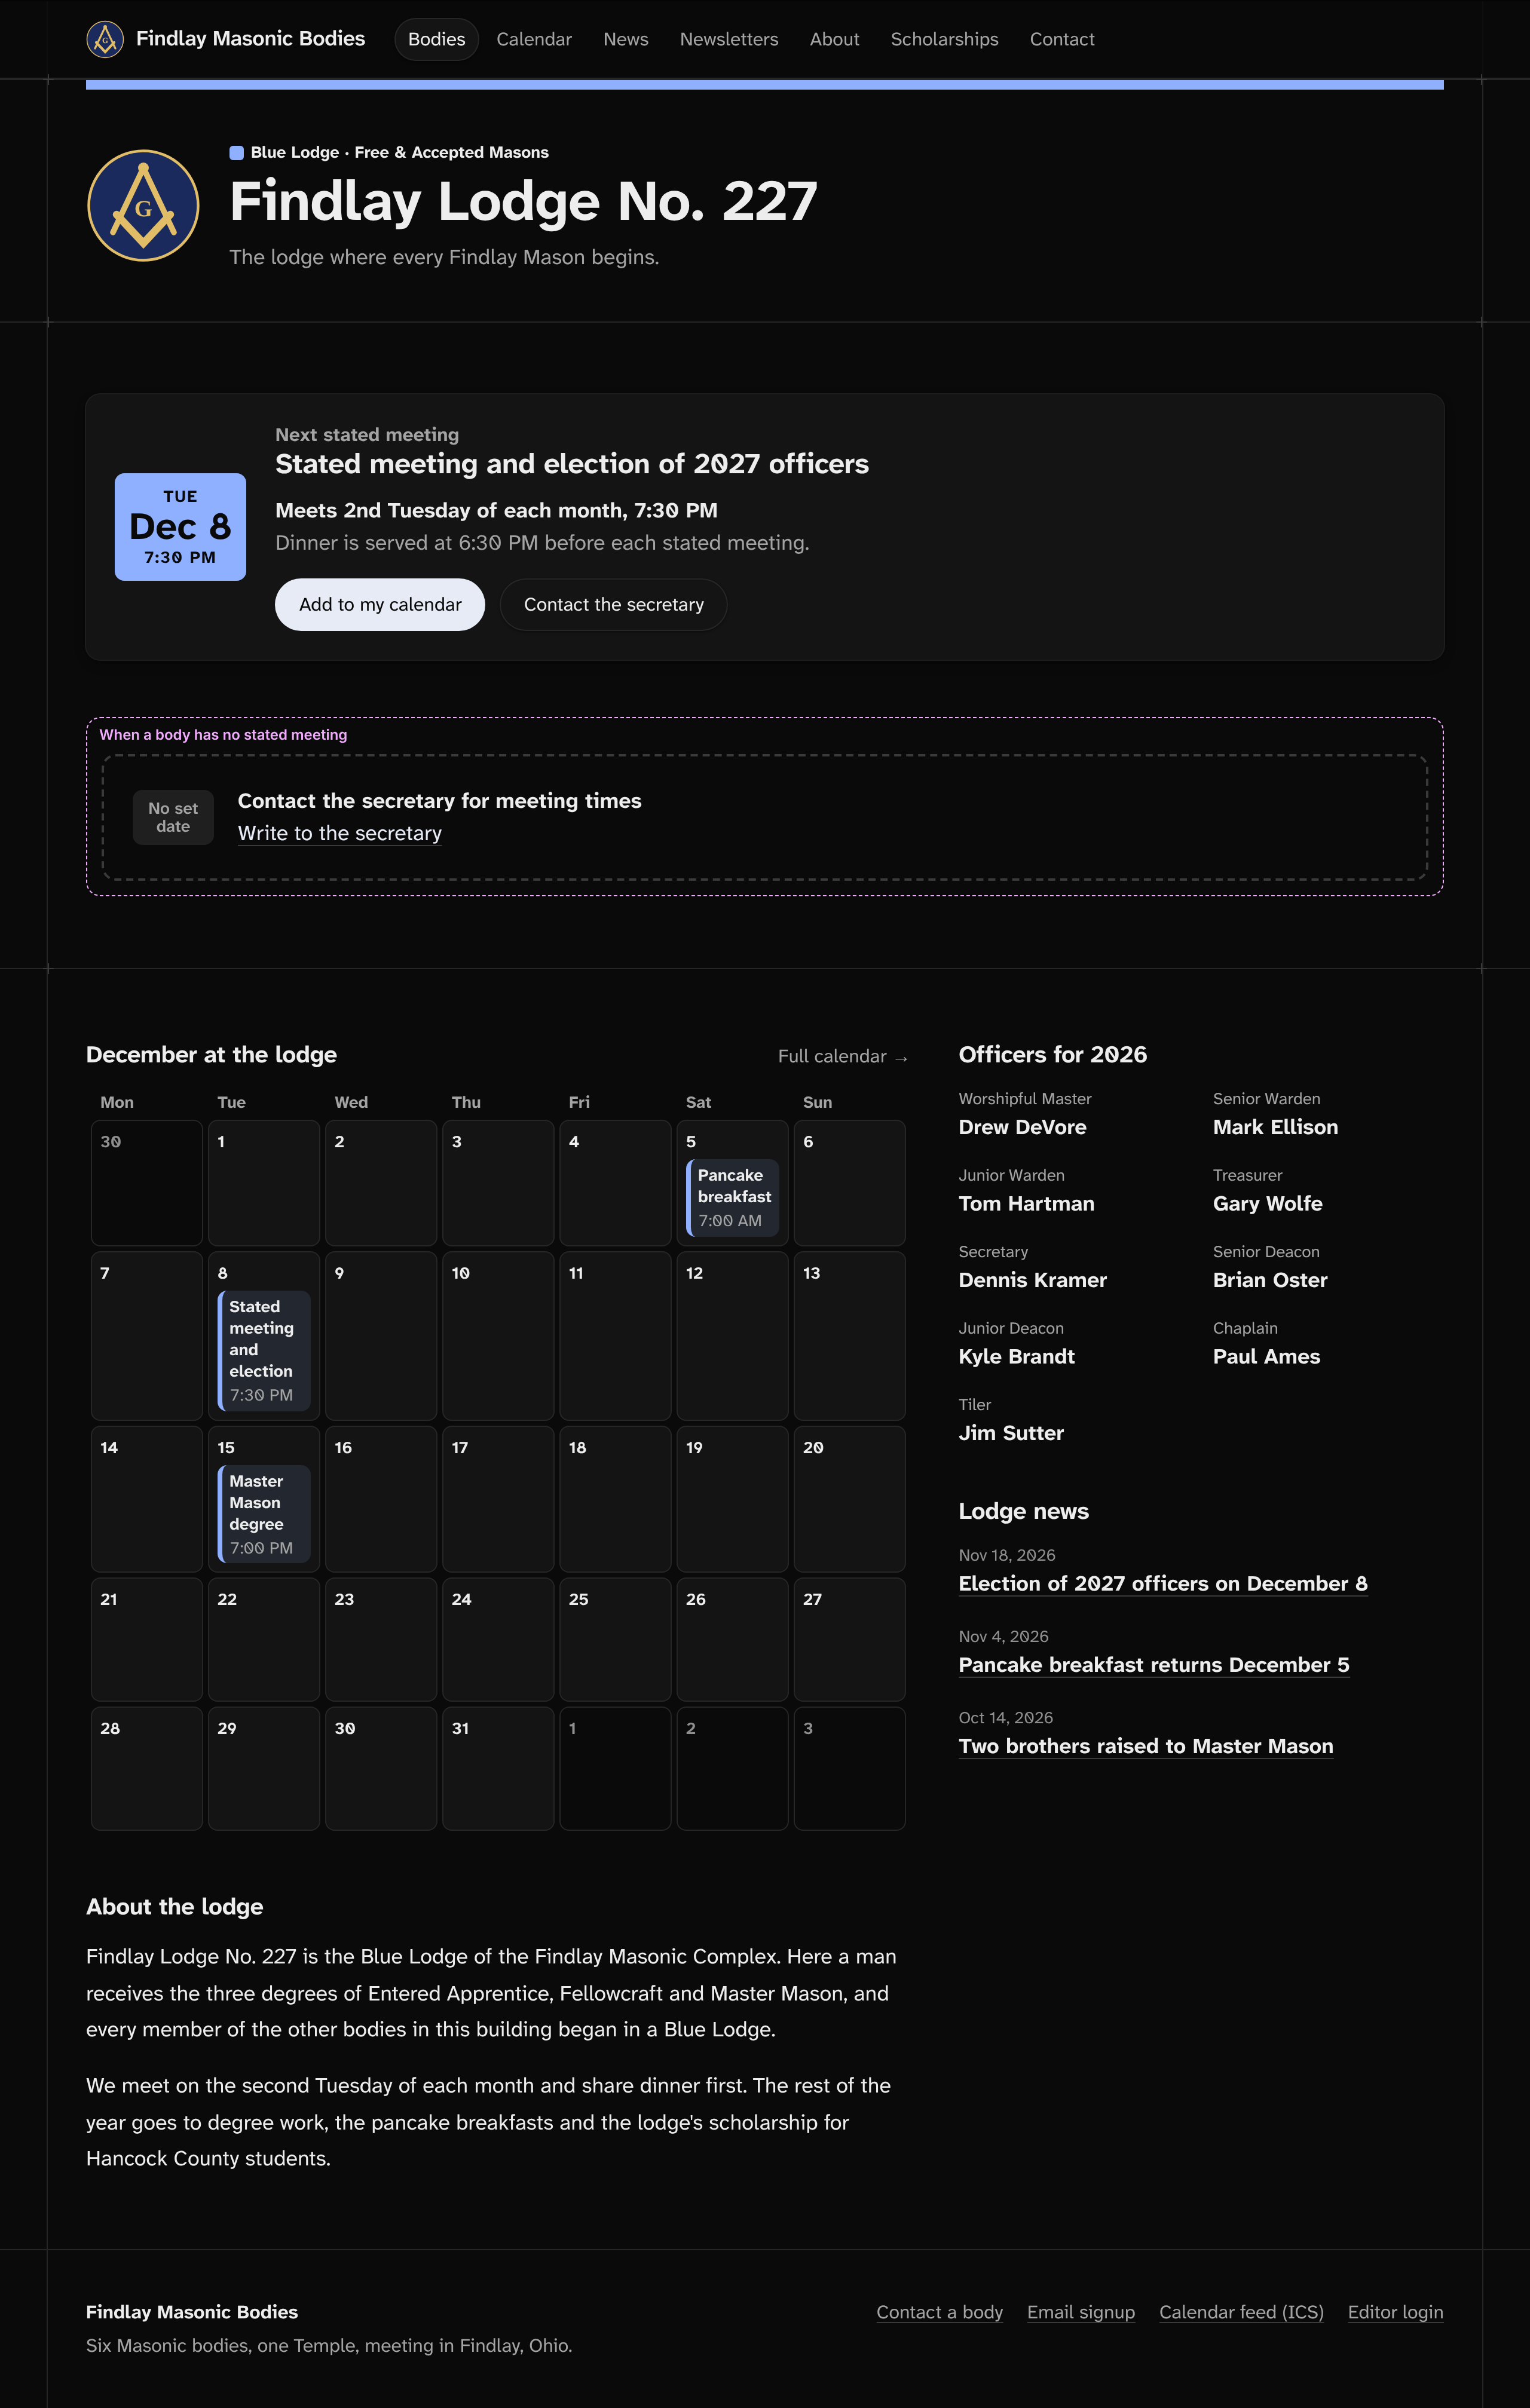 G
Findlay Masonic Bodies
Bodies
Calendar
News
Newsletters
About
Scholarships
Contact
G
Blue Lodge · Free & Accepted Masons
Findlay Lodge No. 227
The lodge where every Findlay Mason begins.
TUE
Dec 8
7:30 PM
Next stated meeting
Stated meeting and election of 2027 officers
Meets 2nd Tuesday of each month, 7:30 PM
Dinner is served at 6:30 PM before each stated meeting.
Add to my calendar
Contact the secretary
When a body has no stated meeting
No set
date
Contact the secretary for meeting times
Write to the secretary
December at the lodge
Full calendar →
Mon Tue Wed Thu Fri Sat Sun
30 1 2 3 4 5 6
Pancake
breakfast
7:00 AM
7 8 9 10 11 12 13
Stated
meeting
and
election
7:30 PM
14 15 16 17 18 19 20
Master
Mason
degree
7:00 PM
21 22 23 24 25 26 27
28 29 30 31 1 2 3
Officers for 2026
Worshipful Master
Drew DeVore
Senior Warden
Mark Ellison
Junior Warden
Tom Hartman
Treasurer
Gary Wolfe
Secretary
Dennis Kramer
Senior Deacon
Brian Oster
Junior Deacon
Kyle Brandt
Chaplain
Paul Ames
Tiler
Jim Sutter
Lodge news
Nov 18, 2026
Election of 2027 officers on December 8
Nov 4, 2026
Pancake breakfast returns December 5
Oct 14, 2026
Two brothers raised to Master Mason
About the lodge
Findlay Lodge No. 227 is the Blue Lodge of the Findlay Masonic Complex. Here a man
receives the three degrees of Entered Apprentice, Fellowcraft and Master Mason, and
every member of the other bodies in this building began in a Blue Lodge.
We meet on the second Tuesday of each month and share dinner first. The rest of the
year goes to degree work, the pancake breakfasts and the lodge's scholarship for
Hancock County students.
Findlay Masonic Bodies
Six Masonic bodies, one Temple, meeting in Findlay, Ohio.
Contact a body
Email signup
Calendar feed (ICS)
Editor login